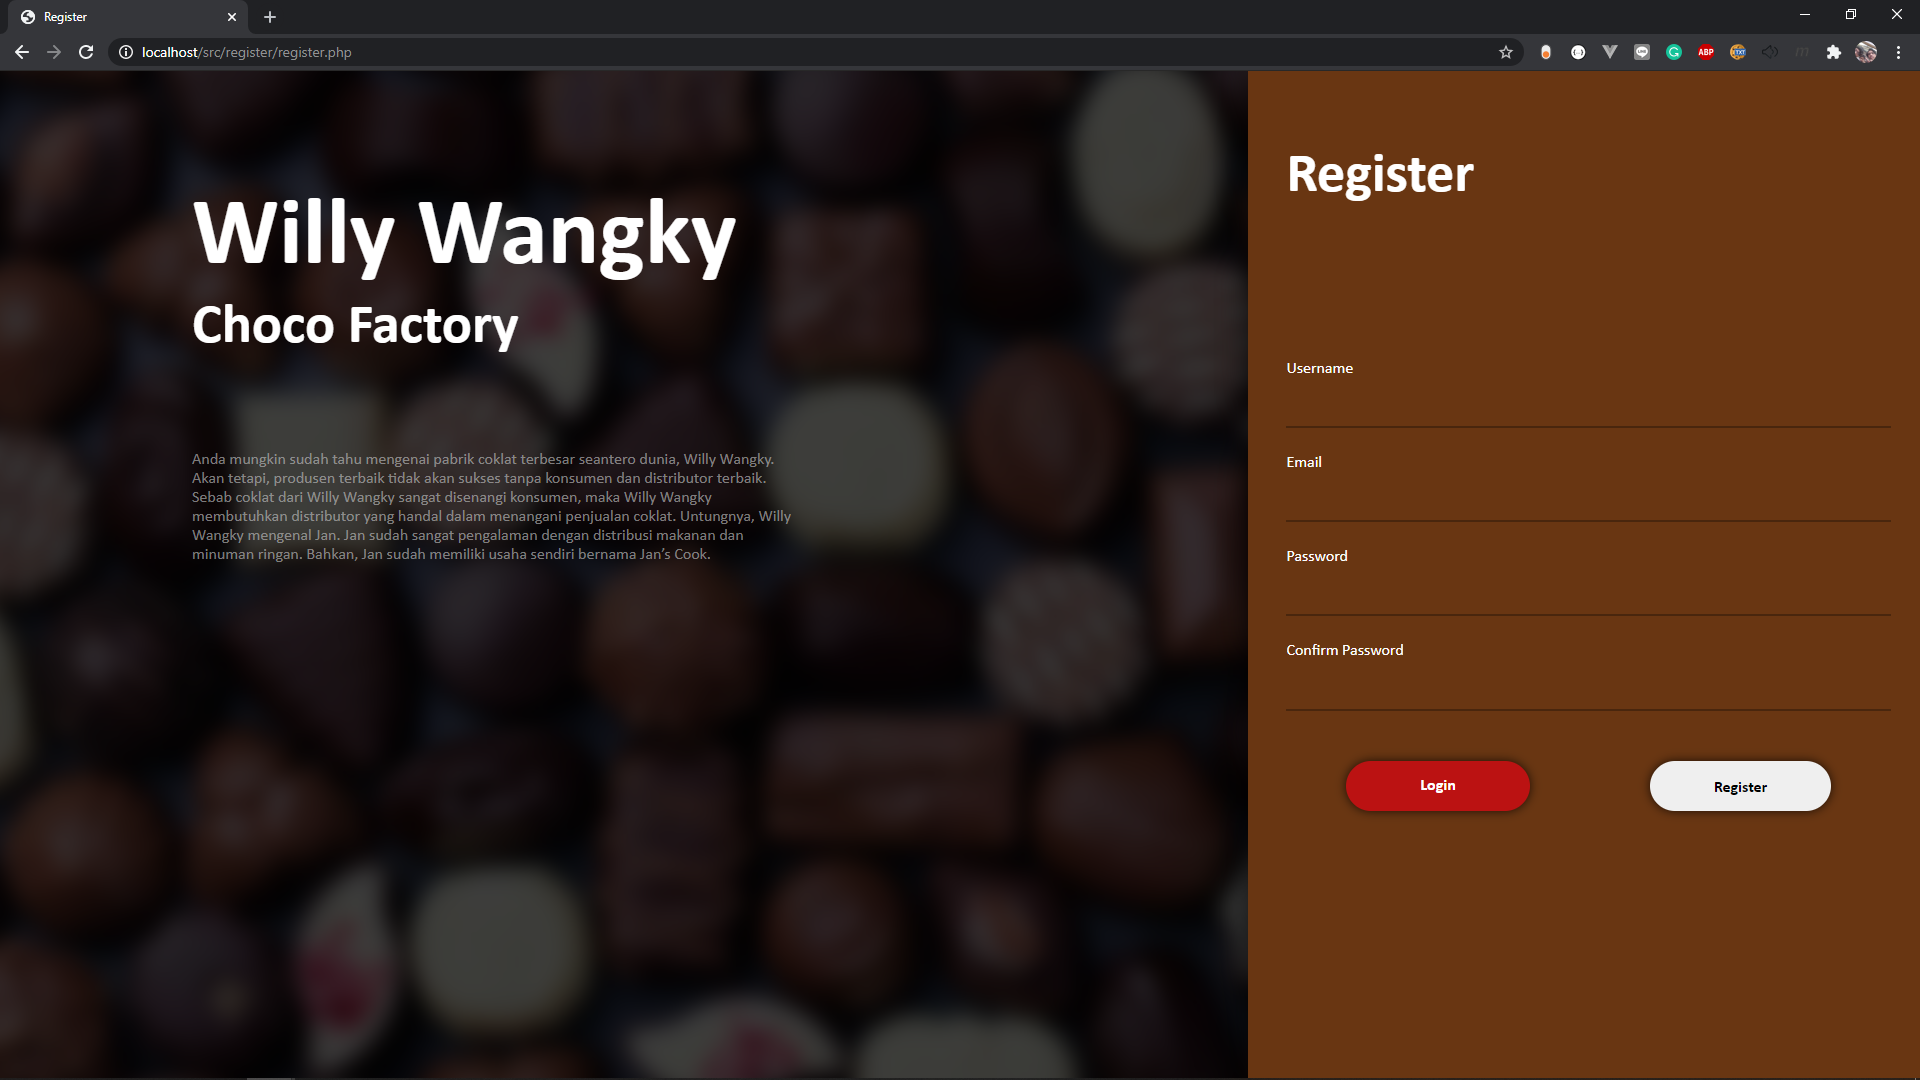 Register
localhost/src/register/register.php
ABP
Willy Wangky
Choco Factory
Anda mungkin sudah tahu mengenai pabrik coklat terbesar seantero dunia, Willy Wangky.
Akan tetapi, produsen terbaik tidak akan sukses tanpa konsumen dan distributor terbaik.
Sebab coklat dari Willy Wangky sangat disenangi konsumen, maka Willy Wangky
membutuhkan distributor yang handal dalam menangani penjualan coklat. Untungnya, Willy
Wangky mengenal Jan. Jan sudah sangat pengalaman dengan distribusi makanan dan
minuman ringan. Bahkan, Jan sudah memiliki usaha sendiri bernama Jan’s Cook.
Register
Username
Email
Password
Confirm Password
Login
Register